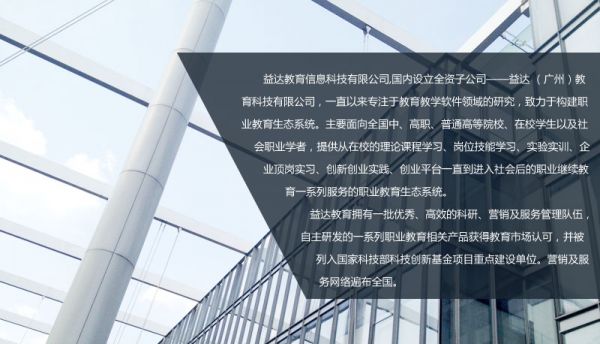 益达教育信息科技有限公司,国内设立全资子公司——益达（广州）教
育科技有限公司，一直以来专注于教育教学软件领域的研究，致力于构建职
业教育生态系统。主要面向全国中、高职、普通高等院校、在校学生以及社
会职业学者，提供从在校的理论课程学习、岗位技能学习、实验实训、企
业顶岗实习、创新创业实践、创业平台一直到进入社会后的职业继续教
育一系列服务的职业教育生态系统。
益达教育拥有一批优秀、高效的科研、营销及服务管理队伍，
自主研发的一系列职业教育相关产品获得教育市场认可，并被
列入国家科技部科技创新基金项目重点建设单位。营销及服
务网络遍布全国。